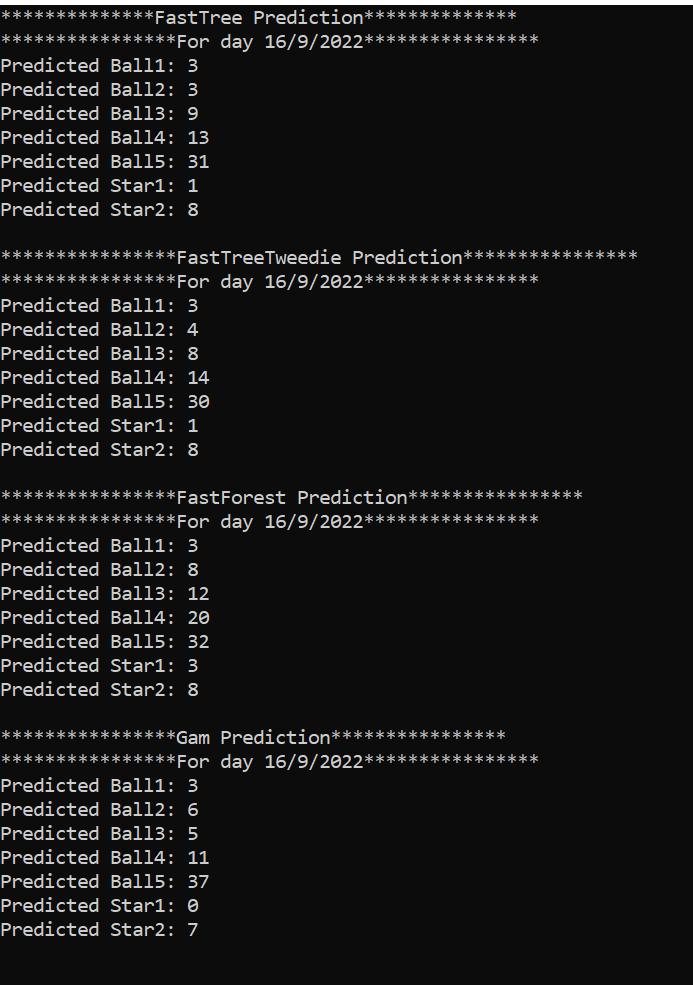 **************FastTree Prediction**************
****************For day 16/9/2022****************
Predicted Ball1: 3
Predicted Ball2: 3
Predicted Ball3: 9
Predicted Ball4: 13
Predicted Ball5: 31
Predicted Star1: 1
Predicted Star2: 8
****************FastTreeTweedie Prediction****************
****************For day 16/9/2022****************
Predicted Ball1: 3
Predicted Ball2: 4
Predicted Ball3: 8
Predicted Ball4: 14
Predicted Ball5: 30
Predicted Star1: 1
Predicted Star2: 8
****************FastForest Prediction****************
****************For day 16/9/2022****************
Predicted Ball1: 3
Predicted Ball2: 8
Predicted Ball3: 12
Predicted Ball4: 20
Predicted Ball5: 32
Predicted Star1: 3
Predicted Star2: 8
****************Gam Prediction****************
****************For day 16/9/2022****************
Predicted Ball1: 3
Predicted Ball2: 6
Predicted Ball3: 5
Predicted Ball4: 11
Predicted Ball5: 37
Predicted Star1: 0
Predicted Star2: 7